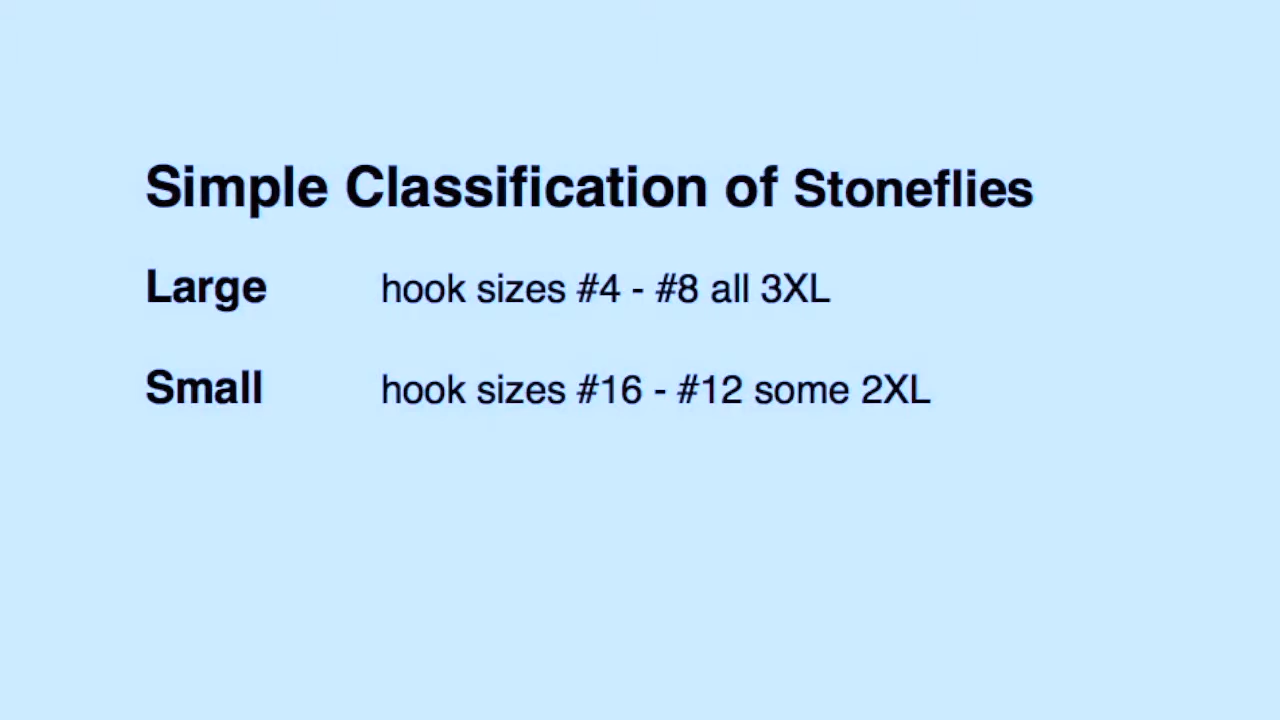 Simple Classification of Stoneflies
Large hook sizes #4 - #8 all 3XL
Small hook sizes #16 - #12 some 2XL